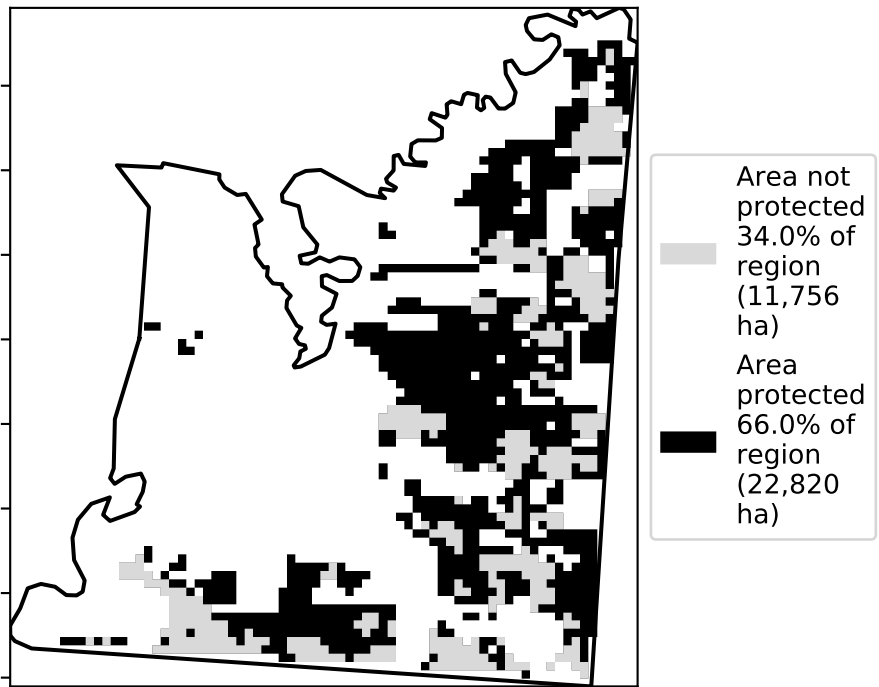 Area not
protected
34.0% of
region
(11,756
ha)
Area
protected
66.0% of
region
(22,820
ha)